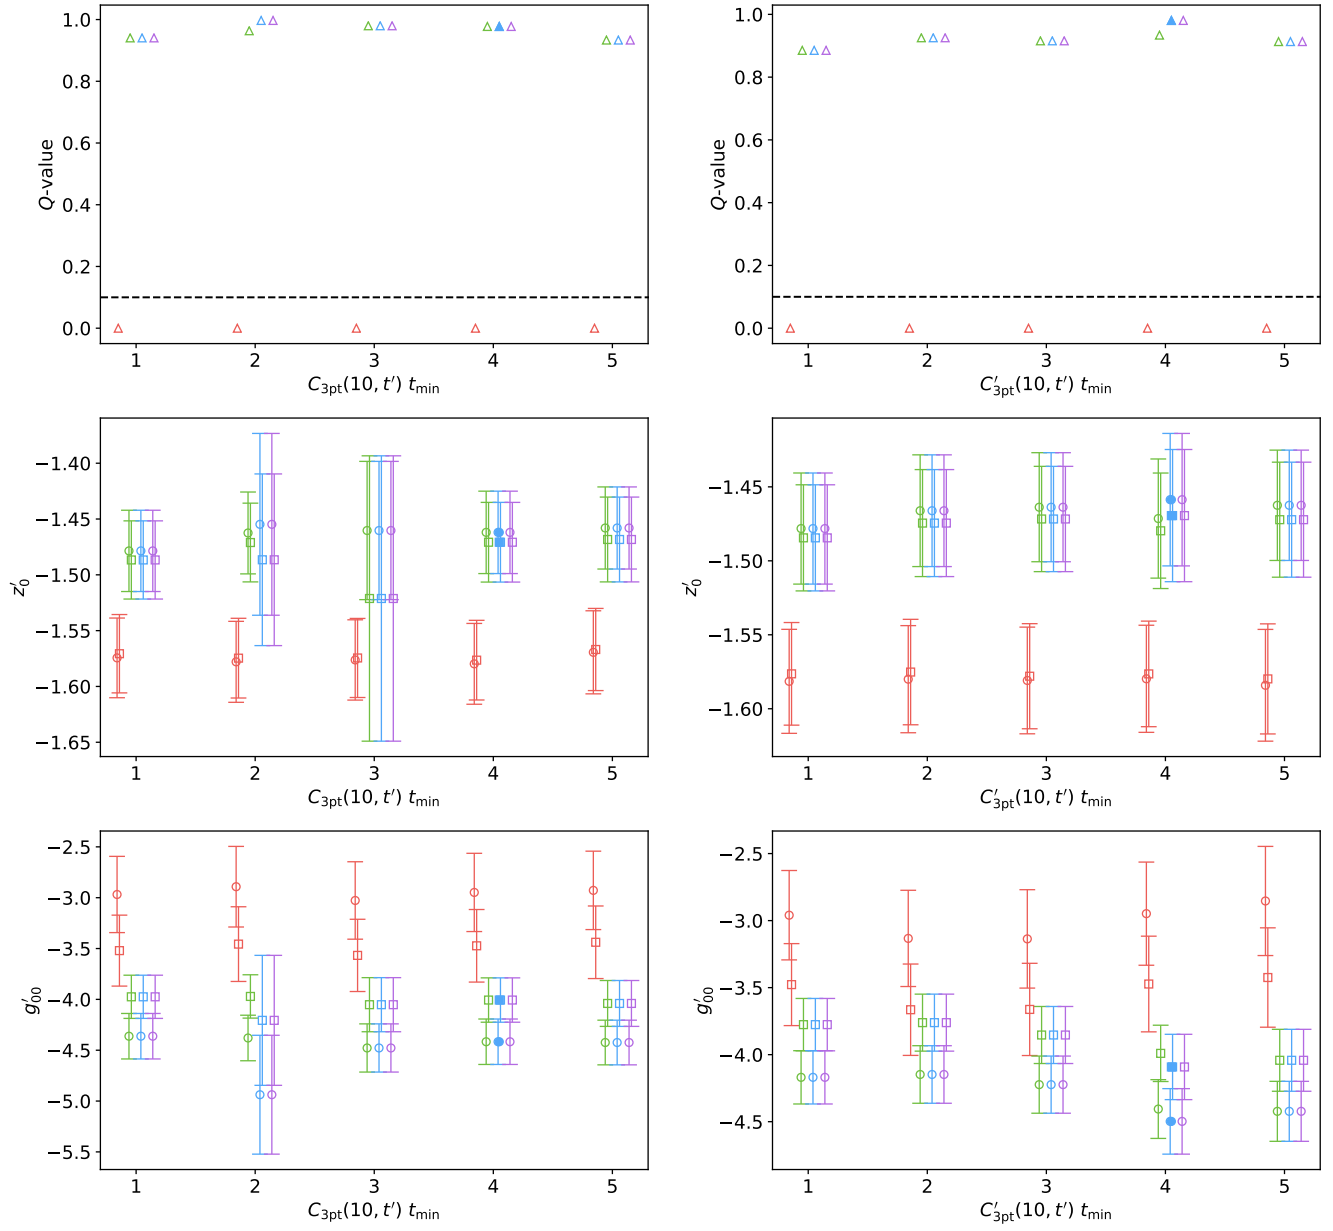 1.0
0.8
0.6
0.4
0.2
0.0
Q-value
1 2 3 4 5
C3pt(10, t′) tmin
1.0
0.8
0.6
0.4
0.2
0.0
Q-value
1 2 3 4 5
C′3pt(10, t′) tmin
−1.40
−1.45
−1.50
−1.55
−1.60
−1.65
z′0
1 2 3 4 5
C3pt(10, t′) tmin
−1.45
−1.50
−1.55
−1.60
z′0
1 2 3 4 5
C′3pt(10, t′) tmin
−2.5
−3.0
−3.5
−4.0
−4.5
−5.0
−5.5
g′00
1 2 3 4 5
C3pt(10, t′) tmin
−2.5
−3.0
−3.5
−4.0
−4.5
g′00
1 2 3 4 5
C′3pt(10, t′) tmin